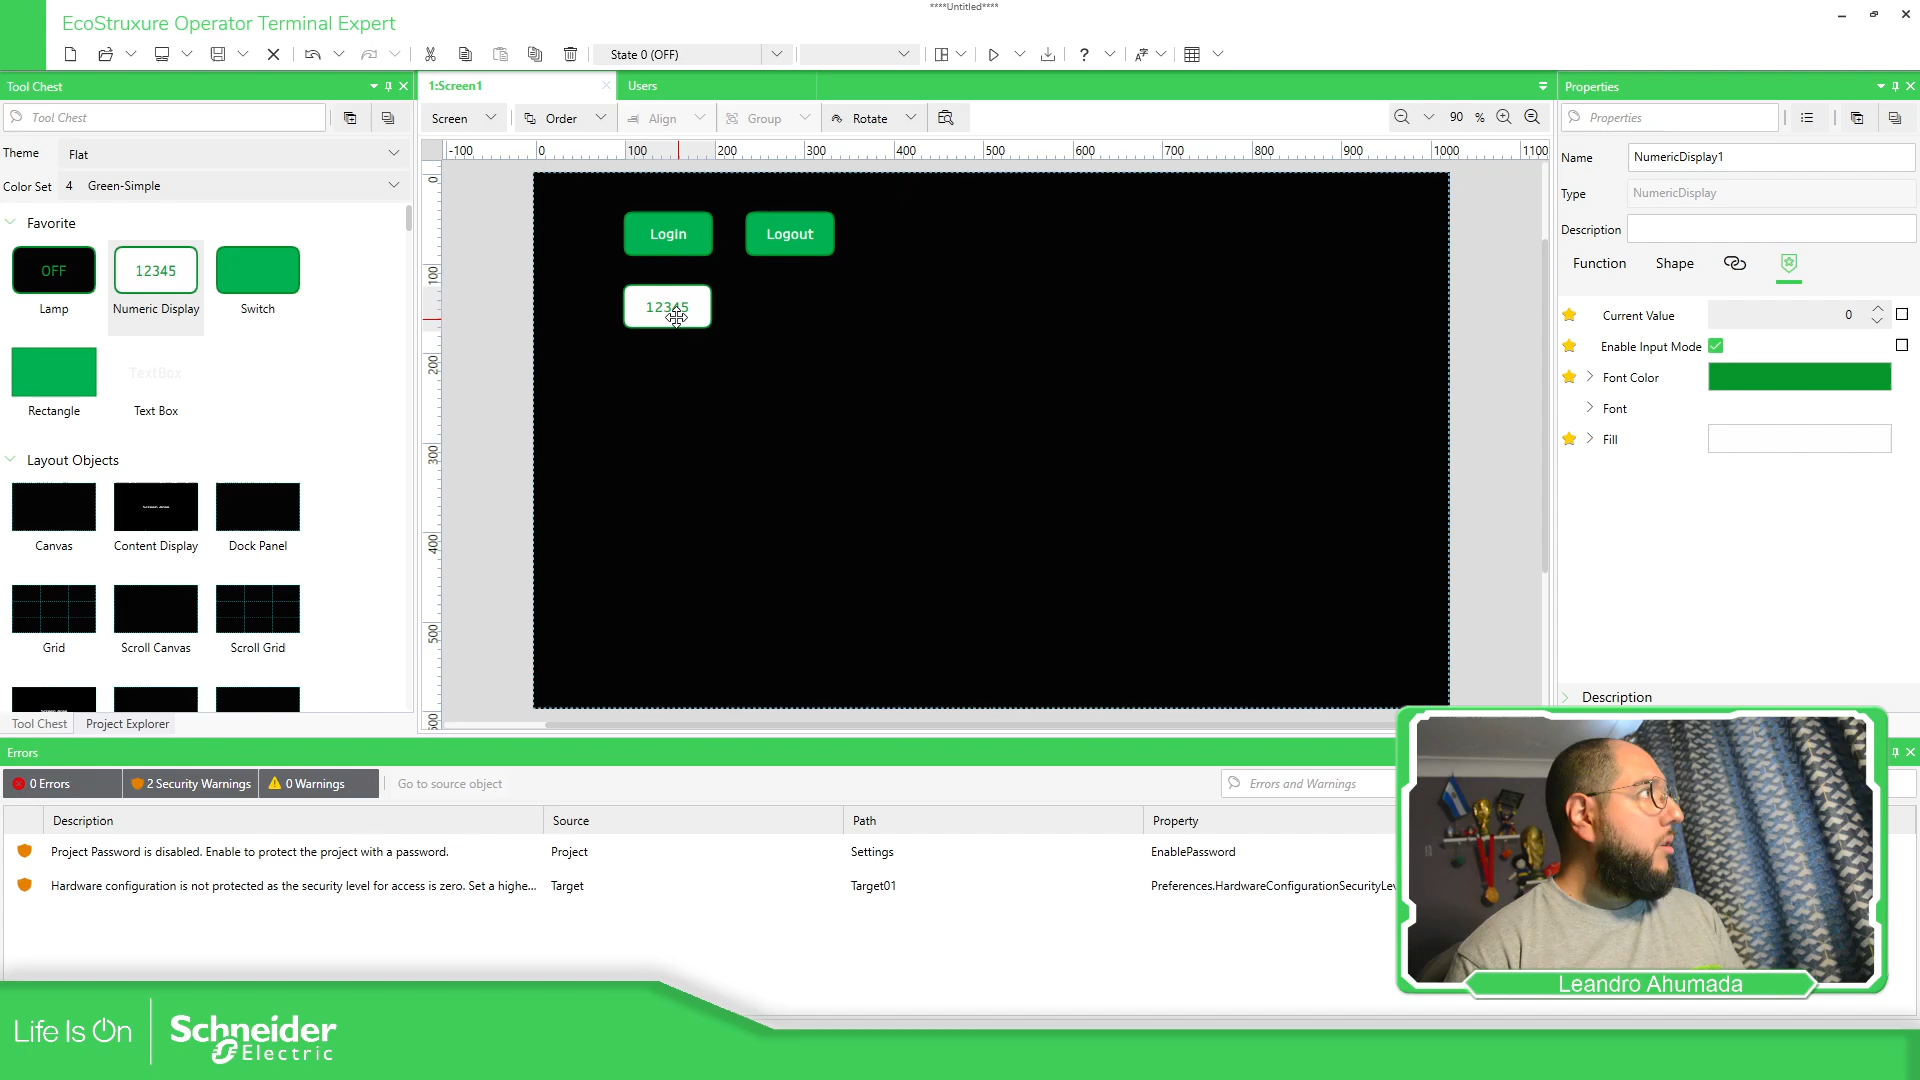 ****Untitled****
EcoStruxure Operator Terminal Expert
State 0 (OFF)
?
Tool Chest
1:Screen1
Users
Properties
Tool Chest
Screen
Order
Align
Group
Rotate
90 %
Properties
Theme
Flat
-100 0 100 200 300 400 500 600 700 800 900 1000 1100
Name
NumericDisplay1
Color Set 4 Green-Simple
Type
NumericDisplay
Favorite
Description
OFF
12345
Lamp
Numeric Display
Switch
Login
Logout
Function
Shape
12345
Current Value
0
Enable Input Mode
TextBox
Font Color
Rectangle
Text Box
Font
Fill
Layout Objects
Canvas
Content Display
Dock Panel
Grid
Scroll Canvas
Scroll Grid
0
100
200
300
400
500
Description
Tool Chest
Project Explorer
Errors
0 Errors
2 Security Warnings
0 Warnings
Go to source object
Errors and Warnings
Description
Source
Path
Property
Project Password is disabled. Enable to protect the project with a password.
Project
Settings
EnablePassword
Hardware configuration is not protected as the security level for access is zero. Set a highe...
Target
Target01
Preferences.HardwareConfigurationSecurityLev
Leandro Ahumada
Life Is On
Schneider
Electric